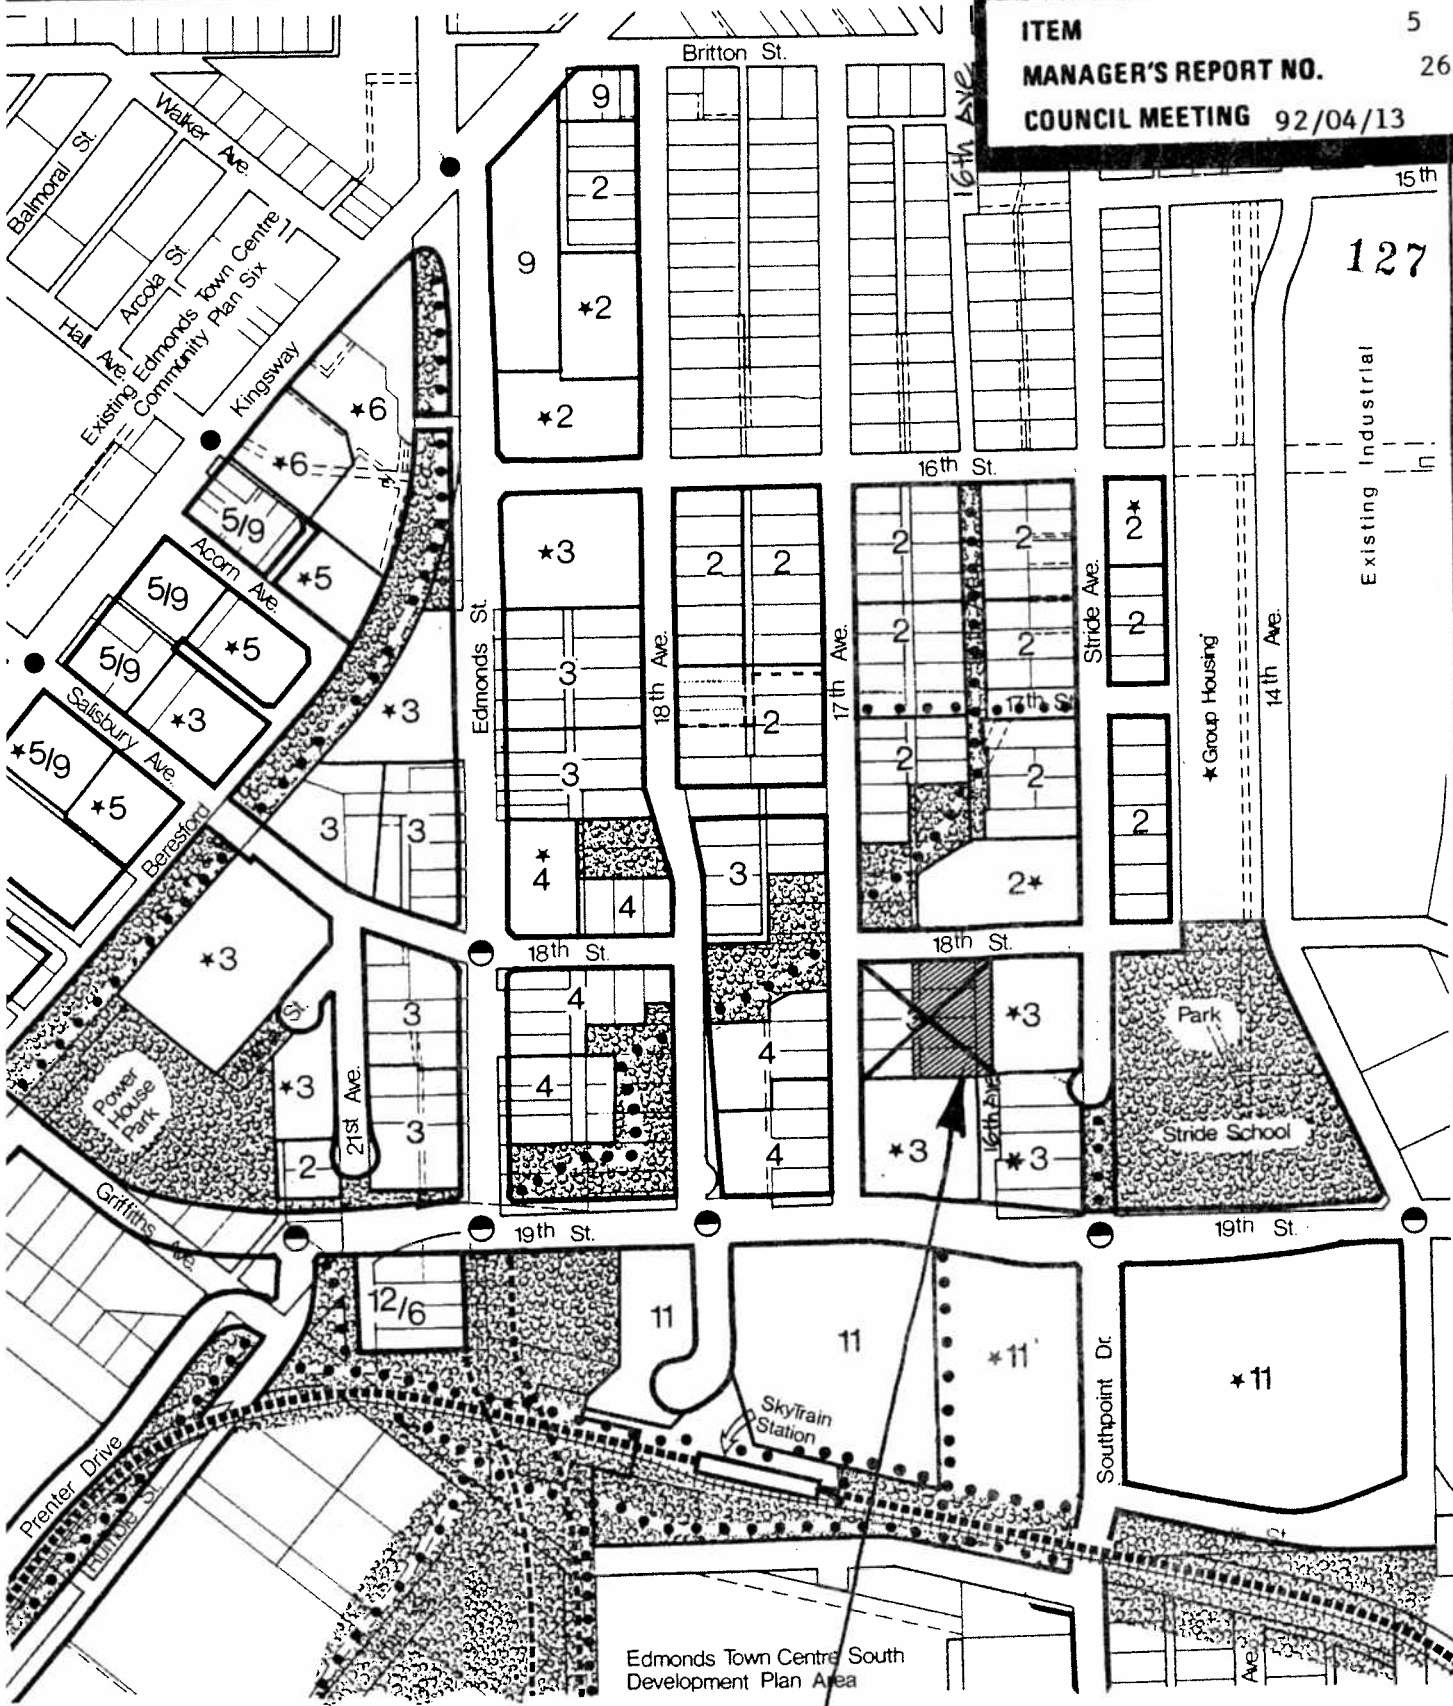 ITEM 5
MANAGER'S REPORT NO. 26
COUNCIL MEETING 92/04/13
Britton St.
16th AVE
15th
127
Walker Ave.
Balmoral St.
Arcola St.
Hall Ave.
Existing Edmonds Town Centre
Community Plan Six
Kingsway
9
2
9
★2
★2
★6
★6
5/9
★5
Acorn Ave.
5/9
★5
5/9
★3
Salisbury Ave.
★5/9
★5
Beresford
16th St.
Existing Industrial
★3
2
2
2
2
★
2
Edmonds St.
18th Ave.
17th Ave.
Stride Ave.
14th Ave.
★Group Housing
3
2
2
2
★3
17th St.
2
3
2
2
3
3
★
4
4
3
2★
2
18th St.
18th St.
★3
St.
3
4
★3
Park
Power
House
Park
★3
21st Ave.
3
2
4
4
4
★3
16th AVE
★3
Stride School
Griffiths Ave.
19th St.
19th St.
12/6
11
11
★11
★11
Southpoint Dr.
SkyTrain
Station
Prenter Drive
St.
St.
Edmonds Town Centre South
Development Plan Area
Ave.